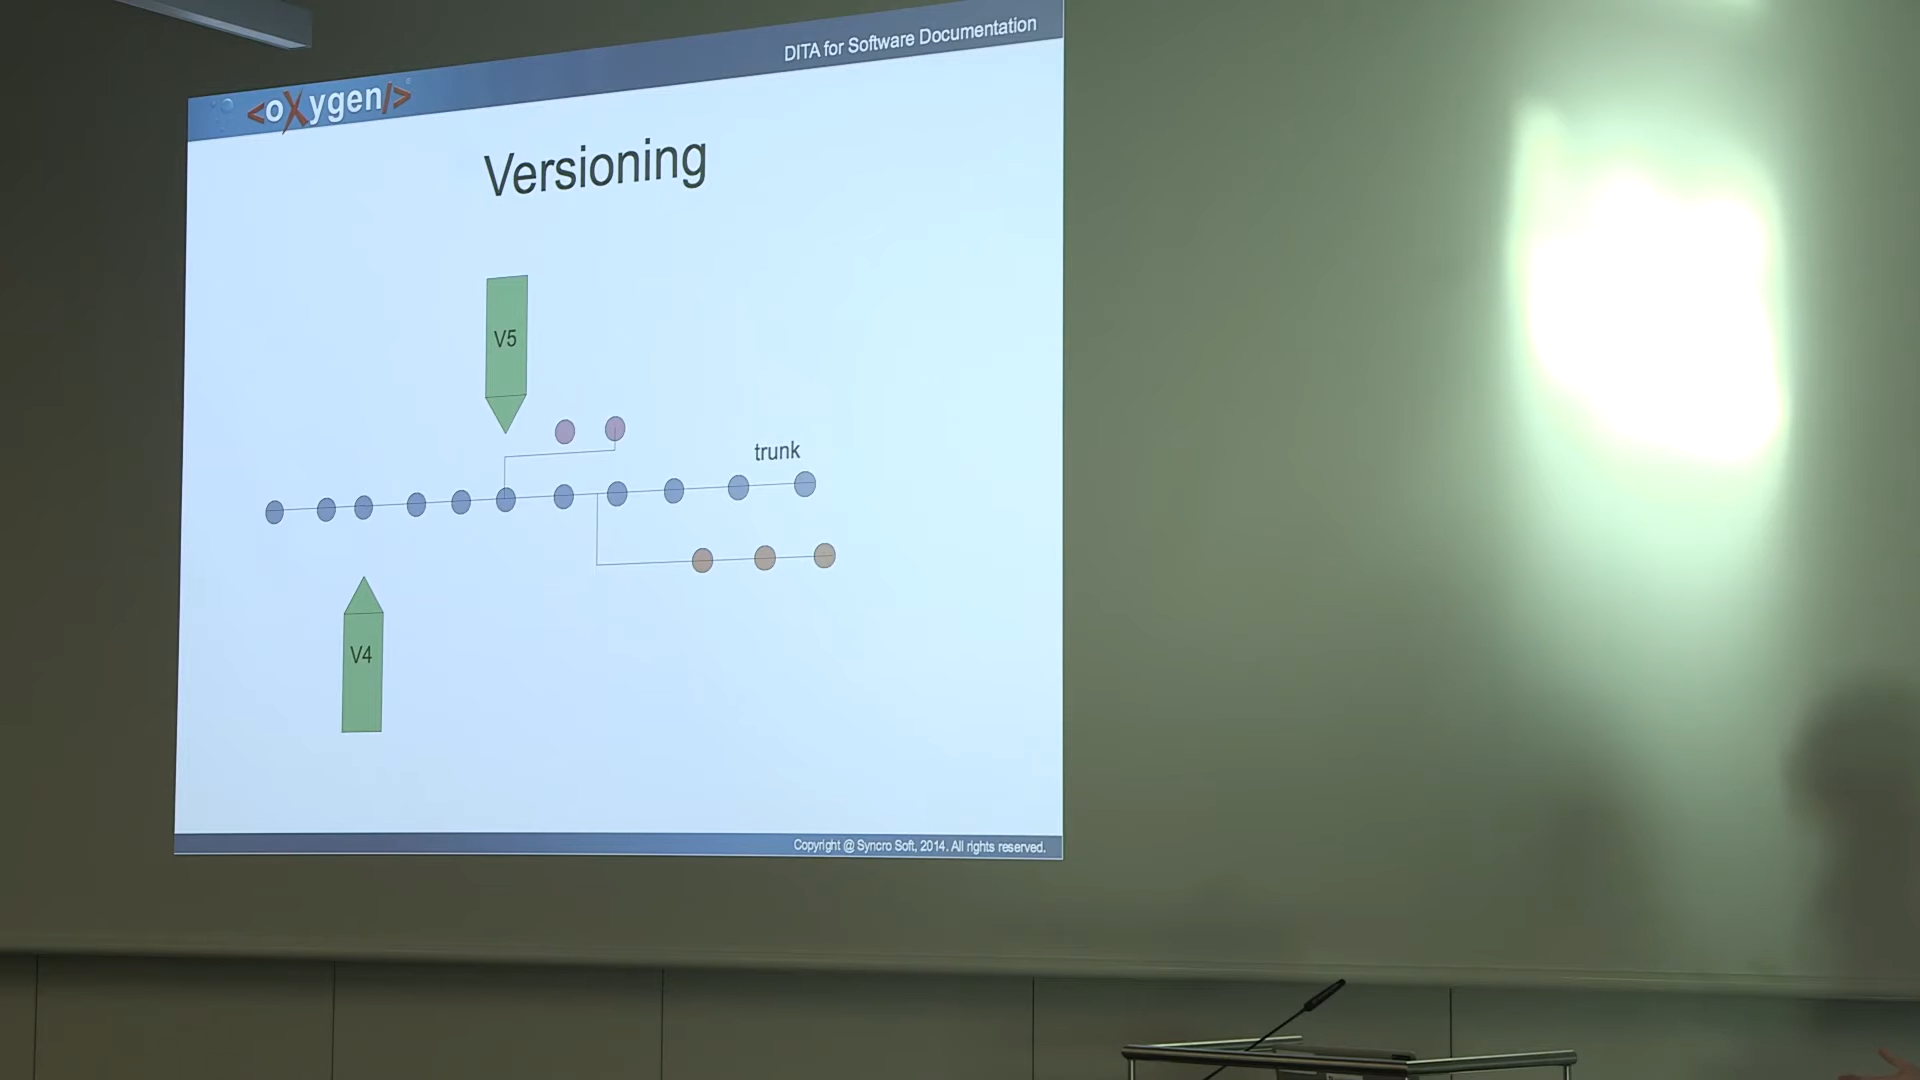 DITA for Software Documentation
<oXygen/>
Versioning
V5
trunk
V4
Copyright @ Syncro Soft, 2014. All rights reserved.